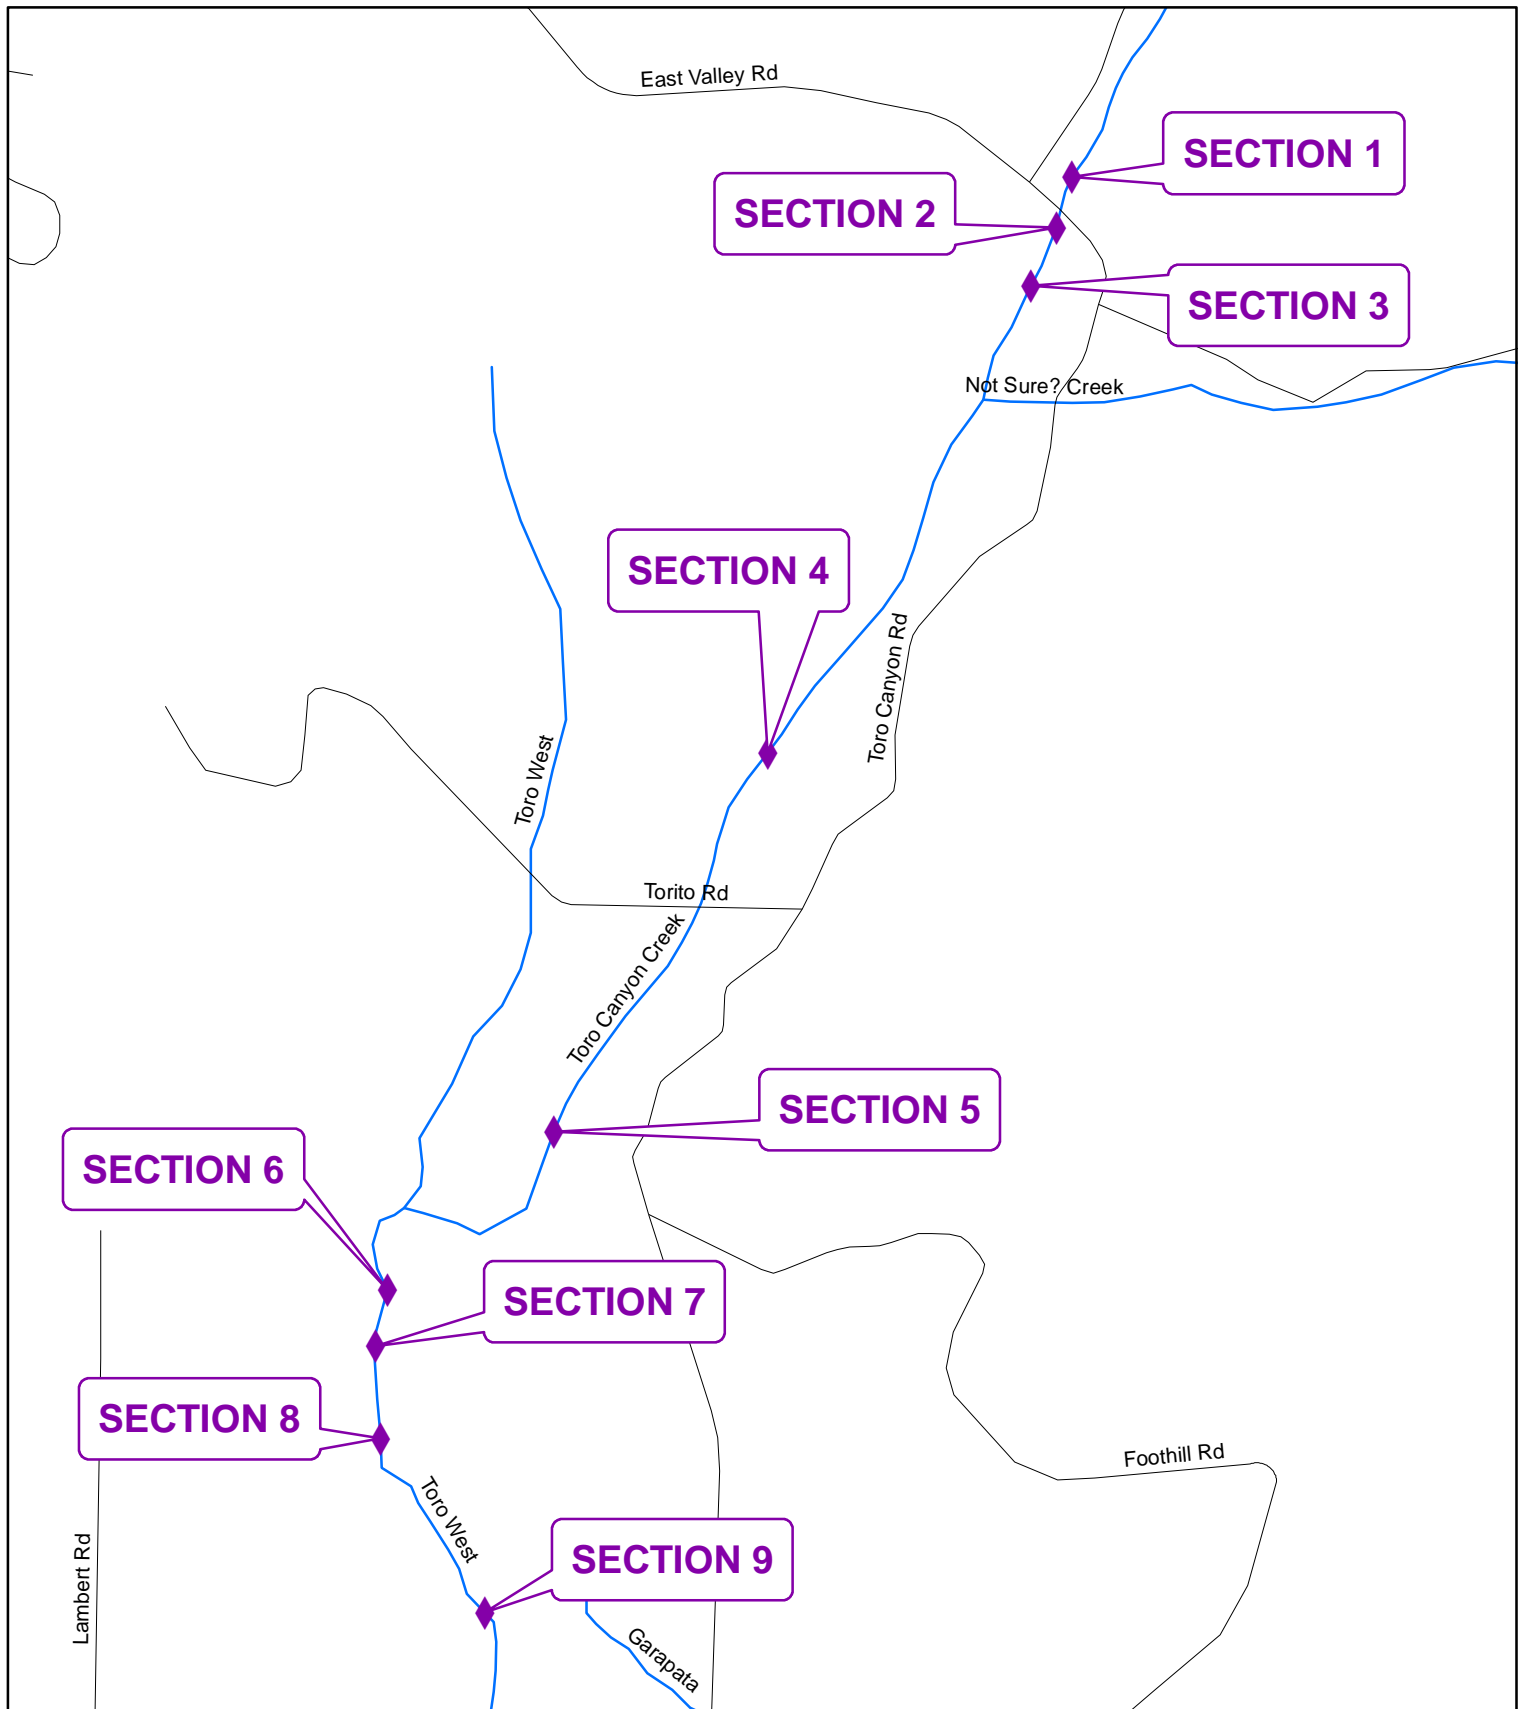 East Valley Rd
SECTION 1
SECTION 2
SECTION 3
Not Sure? Creek
SECTION 4
Toro Canyon Rd
Toro West
Torito Rd
Toro Canyon Creek
SECTION 5
SECTION 6
SECTION 7
SECTION 8
Foothill Rd
Toro West
SECTION 9
Lambert Rd
Garapata